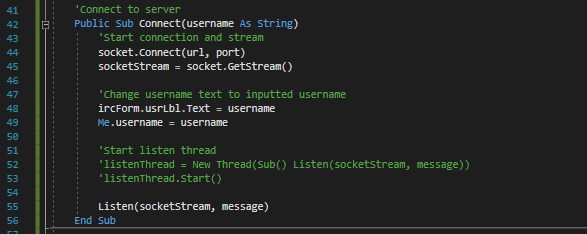 41 'Connect to server
42 Public Sub Connect(username As String)
43 'Start connection and stream
44 socket.Connect(url, port)
45 socketStream = socket.GetStream()
46
47 'Change username text to inputted username
48 ircForm.usrLbl.Text = username
49 Me.username = username
50
51 'Start listen thread
52 'listenThread = New Thread(Sub() Listen(socketStream, message))
53 'listenThread.Start()
54
55 Listen(socketStream, message)
56 End Sub
57